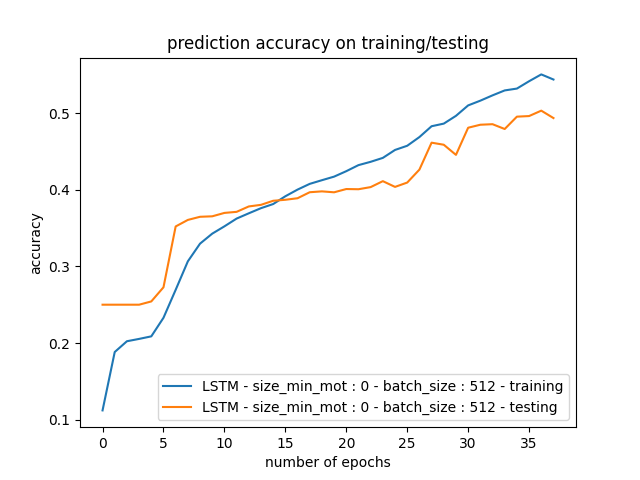 prediction accuracy on training/testing
accuracy
0.5
0.4
0.3
0.2
0.1
LSTM - size_min_mot : 0 - batch_size : 512 - training
LSTM - size_min_mot : 0 - batch_size : 512 - testing
0 5 10 15 20 25 30 35
number of epochs